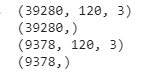 (39280, 120, 3)
(39280,)
(9378, 120, 3)
(9378,)